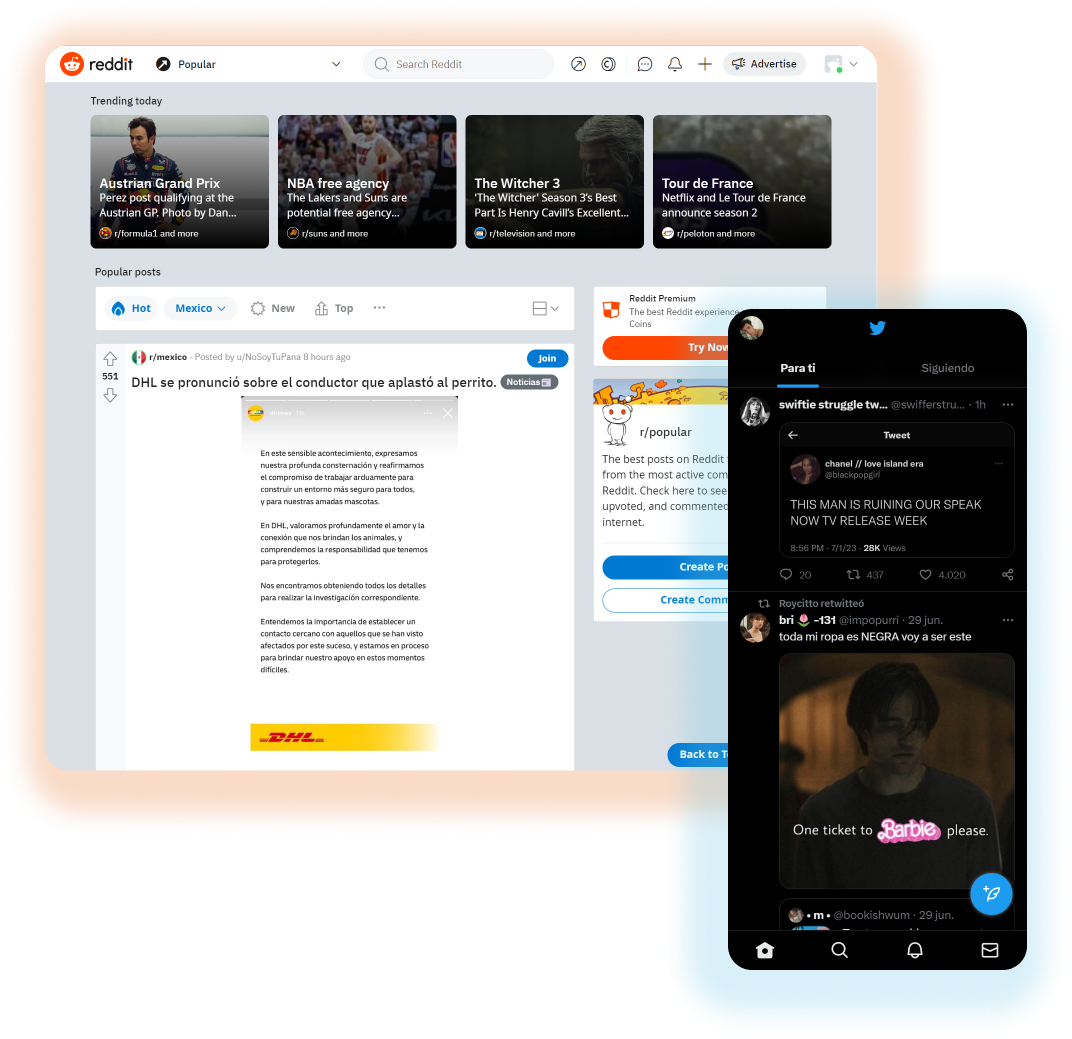 reddit
Popular
Search Reddit
Advertise
Trending today
Austrian Grand Prix
Perez post qualifying at the
Austrian GP. Photo by Dan...
r/formula1 and more
NBA free agency
The Lakers and Suns are
potential free agency...
r/suns and more
The Witcher 3
'The Witcher' Season 3's Best
Part Is Henry Cavill's Excellent...
r/television and more
Tour de France
Netflix and Le Tour de France
announce season 2
r/peloton and more
Popular posts
Hot
Mexico
New
Top
551
r/mexico · Posted by u/NoSoyTuPana 8 hours ago
Join
DHL se pronunció sobre el conductor que aplastó al perrito.
Noticias
En este sensible acontecimiento, expresamos
nuestra profunda consternación y reafirmamos
el compromiso de trabajar arduamente para
construir un entorno más seguro para todos,
y para nuestras amadas mascotas.
En DHL, valoramos profundamente el amor y la
conexión que nos brindan los animales, y
comprendemos la responsabilidad que tenemos
para protegerlos.
Nos encontramos obteniendo todos los detalles
para realizar la investigación correspondiente.
Entendemos la importancia de establecer un
contacto cercano con aquellos que se han visto
afectados por este suceso, y estamos en proceso
para brindar nuestro apoyo en estos momentos
difíciles.
DHL
Reddit Premium
The best Reddit experience
Coins
Try Now
r/popular
The best posts on Reddit
from the most active com
Reddit. Check here to see
upvoted, and commented
internet.
Create Po
Create Comm
Back to T
Para ti
Siguiendo
swiftie struggle tw... @swifterstru... · 1h
Tweet
chanel // love island era
@blackpopgirl
THIS MAN IS RUINING OUR SPEAK
NOW TV RELEASE WEEK
8:56 PM · 7/1/23 · 28K Views
20
437
4.020
Roycitto retwitteó
bri 🌷 -131 @impopurri · 29 jun.
toda mi ropa es NEGRA voy a ser este
One ticket to Barbie please.
• m • @bookishwum · 29 jun.